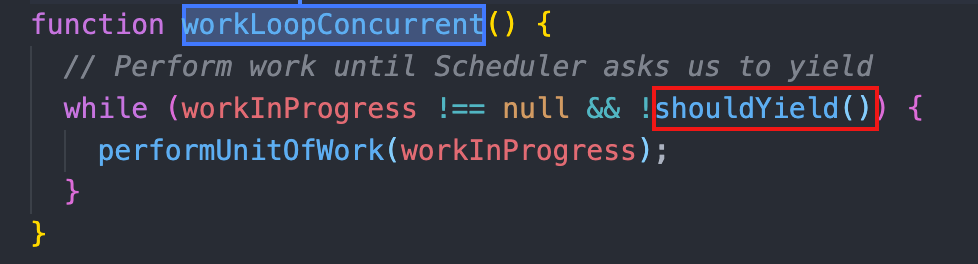 function workLoopConcurrent() {
// Perform work until Scheduler asks us to yield
while (workInProgress !== null && !shouldYield()) {
performUnitOfWork(workInProgress);
}
}